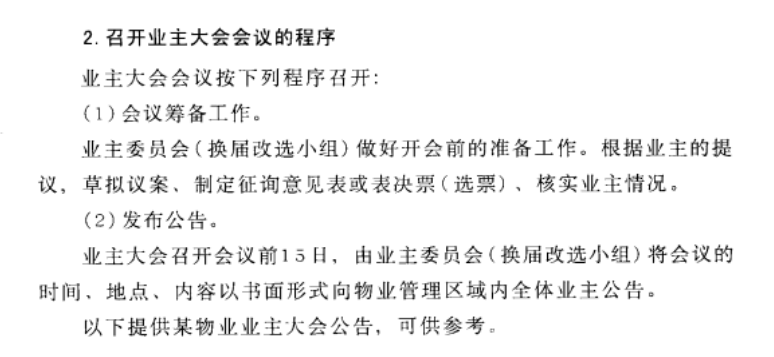 2. 召开业主大会会议的程序
业主大会会议按下列程序召开：
（1）会议筹备工作。
业主委员会（换届改选小组）做好开会前的准备工作。根据业主的提
议，草拟议案、制定征询意见表或表决票（选票）、核实业主情况。
（2）发布公告。
业主大会召开会议前15日，由业主委员会（换届改选小组）将会议的
时间、地点、内容以书面形式向物业管理区域内全体业主公告。
以下提供某物业业主大会公告，可供参考。